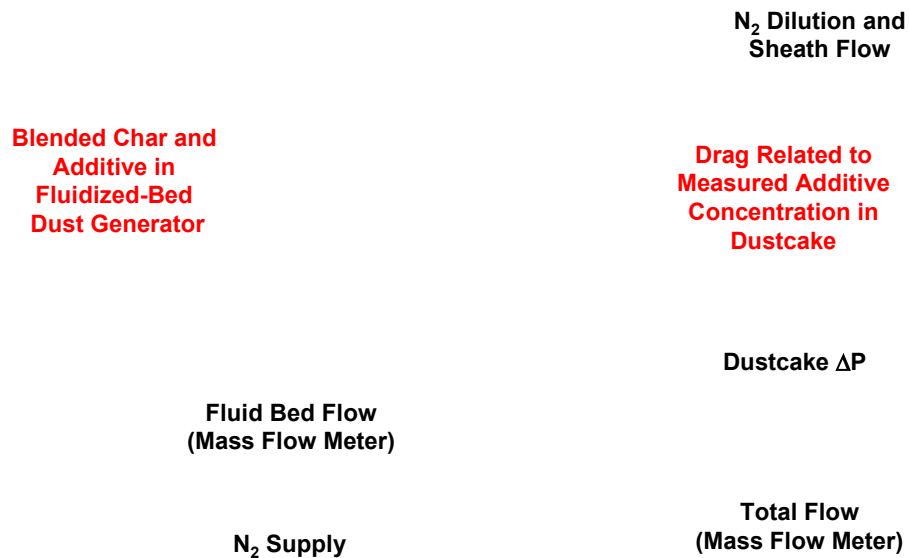 N₂ Dilution and
Sheath Flow
Blended Char and
Additive in
Fluidized-Bed
Dust Generator
Drag Related to
Measured Additive
Concentration in
Dustcake
Dustcake ΔP
Fluid Bed Flow
(Mass Flow Meter)
Total Flow
(Mass Flow Meter)
N₂ Supply